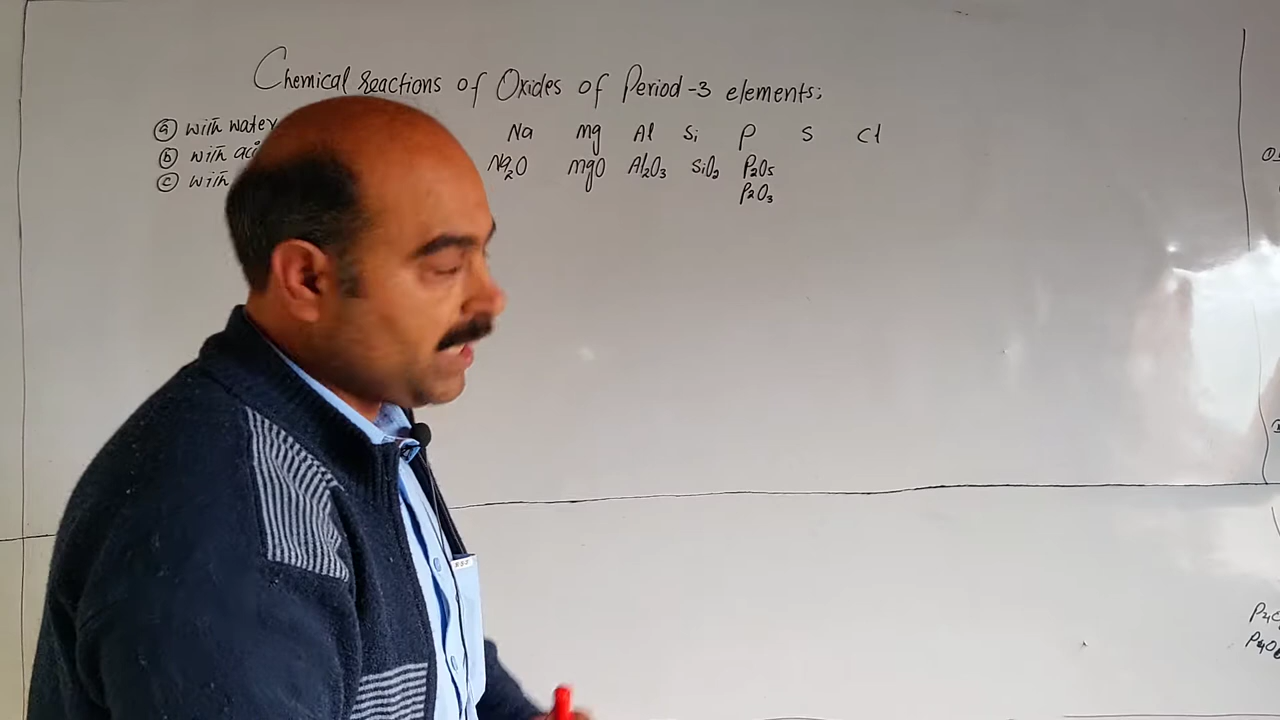 Chemical reactions of Oxides of Period-3 elements;
ⓐ with water
ⓑ with
ⓒ with
Na mg Al Si P S Cl
Na₂O mgO Al₂O₃ SiO₂ P₂O₅
P₂O₃